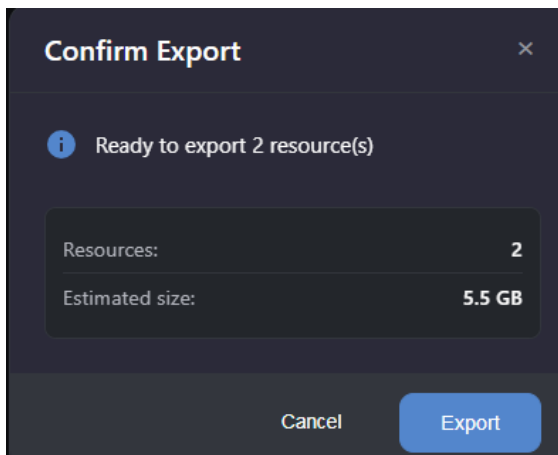 Confirm Export
Ready to export 2 resource(s)
Resources: 2
Estimated size: 5.5 GB
Cancel Export